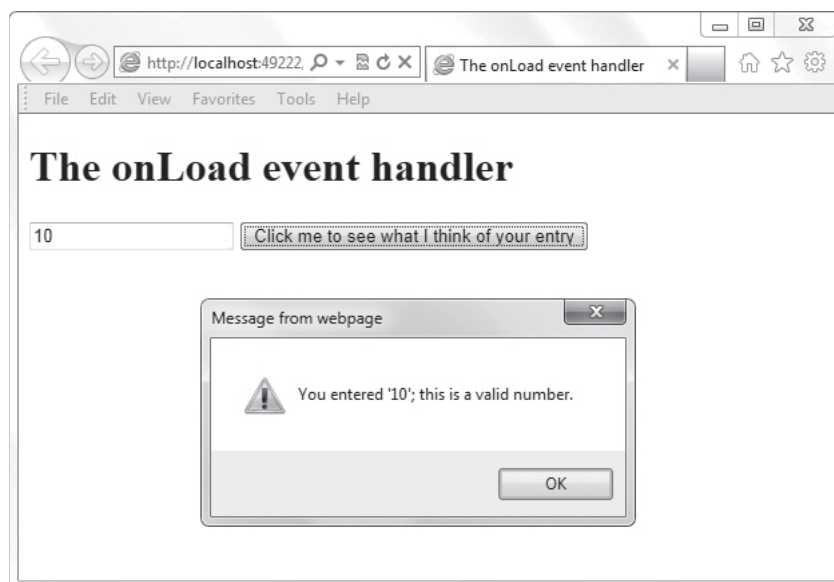 http://localhost:49222,
The onLoad event handler
File Edit View Favorites Tools Help
The onLoad event handler
10 Click me to see what I think of your entry
Message from webpage
You entered '10'; this is a valid number.
OK